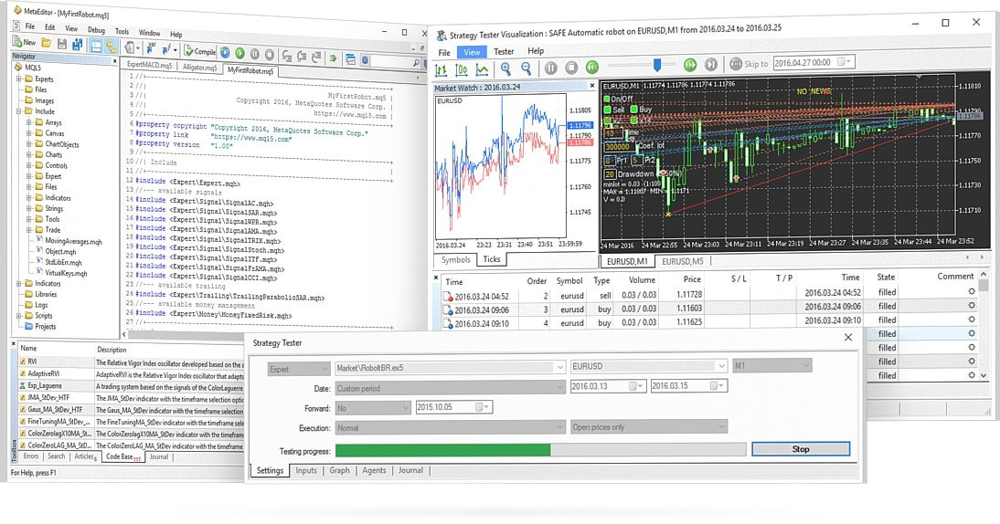 MetaEditor - [MyFirstRobot.mq5]
File Edit View Debug Tools Window Help
New Compile
Navigator
MQL5
Experts
Files
Images
Include
Arrays
Canvas
ChartObjects
Charts
Controls
Expert
Files
Indicators
Strings
Tools
Trade
MovingAverages.mqh
Object.mqh
StdLibErr.mqh
VirtualKeys.mqh
Indicators
Libraries
Logs
Scripts
Projects
ExpertMACD.mq5 Alligator.mq5 MyFirstRobot.mq5
1 //+------------------------------------------------------------------+
2 //| MyFirstRobot.mq5 |
3 //| Copyright 2016, MetaQuotes Software Corp. |
4 //| https://www.mql5.com |
5 //+------------------------------------------------------------------+
6 #property copyright "Copyright 2016, MetaQuotes Software Corp."
7 #property link "https://www.mql5.com"
8 #property version "1.00"
9 //+------------------------------------------------------------------+
10 //| Include |
11 //+------------------------------------------------------------------+
12 #include <Expert\Expert.mqh>
13 //--- available signals
14 #include <Expert\Signal\SignalAC.mqh>
15 #include <Expert\Signal\SignalSAR.mqh>
16 #include <Expert\Signal\SignalWPR.mqh>
17 #include <Expert\Signal\SignalAMA.mqh>
18 #include <Expert\Signal\SignalTRIX.mqh>
19 #include <Expert\Signal\SignalStoch.mqh>
20 #include <Expert\Signal\SignalITF.mqh>
21 #include <Expert\Signal\SignalFrAMA.mqh>
22 #include <Expert\Signal\SignalCCI.mqh>
23 //--- available trailing
24 #include <Expert\Trailing\TrailingParabolicSAR.mqh>
25 //--- available money management
26 #include <Expert\Money\MoneyFixedRisk.mqh>
27 //+------------------------------------------------------------------+
Toolbox
Name Description
RVI The Relative Vigor Index oscillator developed based on the a
AdaptiveRVI AdaptiveRVI is the Relative Vigor Index oscillator that adapts
Exp_Laguerre A trading system based on the signals of the ColorLaguerre
JMA_StDev_HTF The JMA_StDev indicator with the timeframe selection optio
Gaus_MA_StDev_HTF The Gaus_MA_StDev indicator with the timeframe selection
FineTuningMA_StDev_... The FineTuningMA_StDev indicator with the timeframe
ColorZerolagX10MA_StDev The ColorZerolagX10MA_StDev indicator with the
ColorZeroLAG_MA_StDev The ColorZeroLAG_MA_StDev indicator with the
Errors Search Articles 6 Code Base 117 Journal
For Help, press F1
Strategy Tester Visualization : SAFE Automatic robot on EURUSD,M1 from 2016.03.24 to 2016.03.25
File View Tester Help
Skip to 2016.04.27 00:00
Market Watch : 2016.03.24
EURUSD
1.11805
1.11796
1.11786
1.11775
1.11760
1.11745
2016.03.24 23:23 23:40 23:51 23:59:59
Symbols Ticks
EURUSD,M1 1.11774 1.11786 1.11774 1.11786
NO NEWS
On/Off
Sell Buy
x2 x14
13 Time
300000 Coef. lot
8 Pr1 5 Pr2
20 Drawdown (-50%)
minlot = 0.03 (1:100)
MAX = 1.11807 MIN = 1.1171
V = 0.0
1.11810
1.11786
1.11770
1.11750
1.11730
1.11710
24 Mar 2016 24 Mar 22:55 24 Mar 23:03 24 Mar 23:11 24 Mar 23:19 24 Mar 23:27 24 Mar 23:35 24 Mar 23:44 24 Mar 23:52
EURUSD,M1 EURUSD,M5
Time Order Symbol Type Volume Price S / L T / P Time State Comment
2016.03.24 04:52 2 eurusd sell 0.03 / 0.03 1.11728 2016.03.24 04:52 filled
2016.03.24 09:06 3 eurusd buy 0.03 / 0.03 1.11603 2016.03.24 09:06 filled
2016.03.24 09:10 4 eurusd buy 0.03 / 0.03 1.11625 2016.03.24 09:10 filled
filled
filled
filled
filled
Strategy Tester
Expert Market\RobotBR.ex5 EURUSD M1
Date: Custom period 2016.03.13 2016.03.15
Forward: No 2015.10.05
Execution: Normal Open prices only
Testing progress: Stop
Settings Inputs Graph Agents Journal